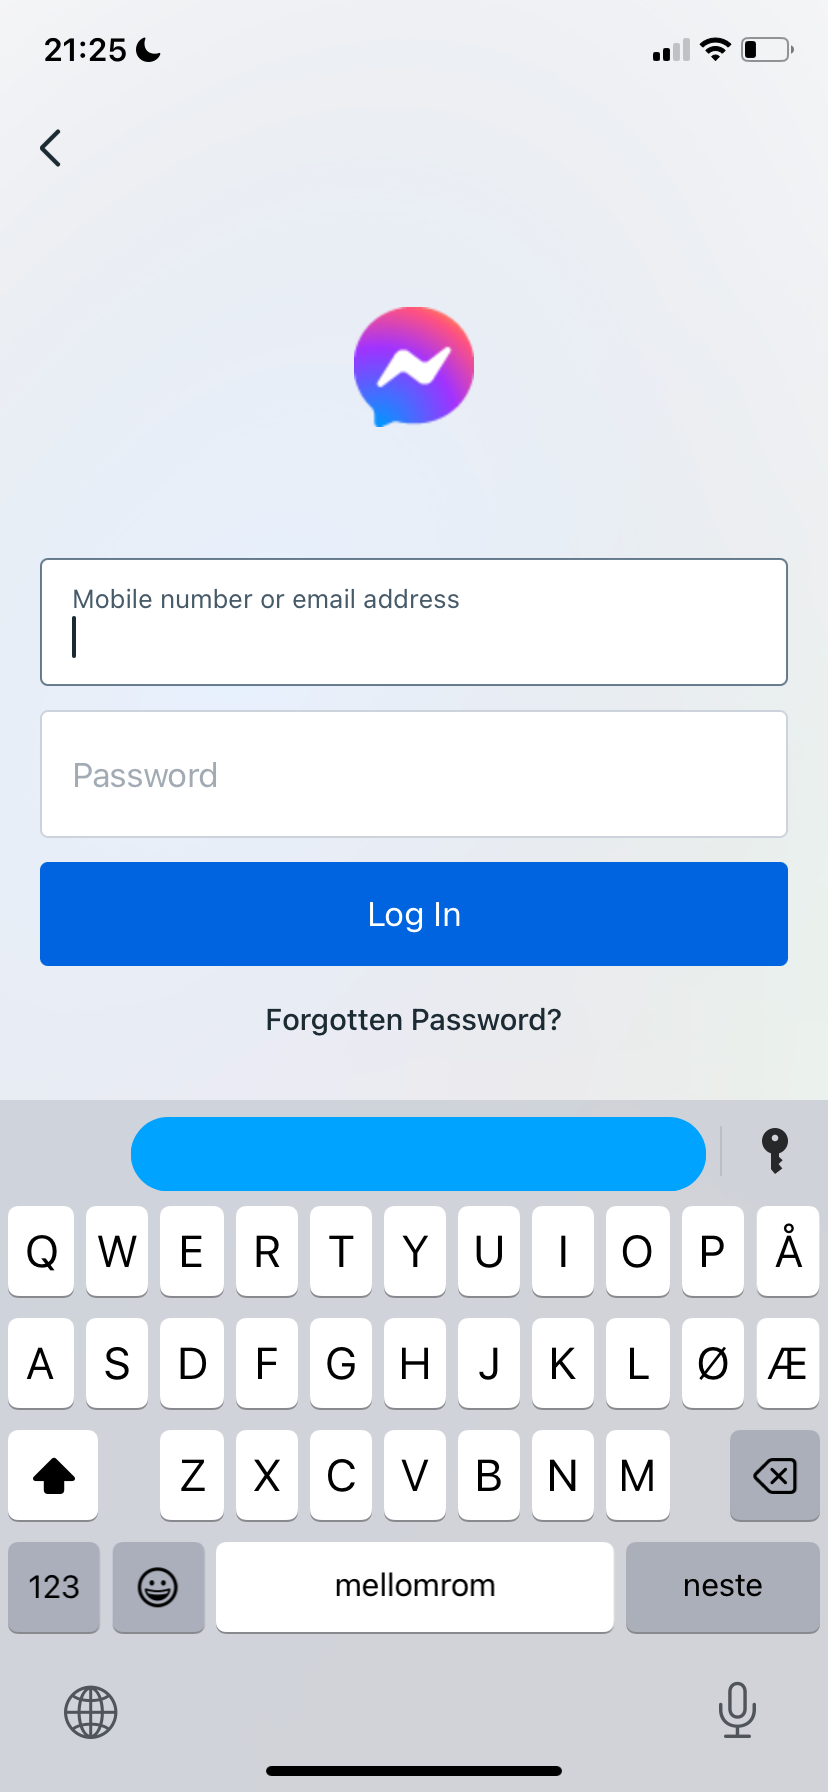 21:25
Mobile number or email address
Password
Log In
Forgotten Password?
Q W E R T Y U I O P Å
A S D F G H J K L Ø Æ
Z X C V B N M
123 mellomrom neste